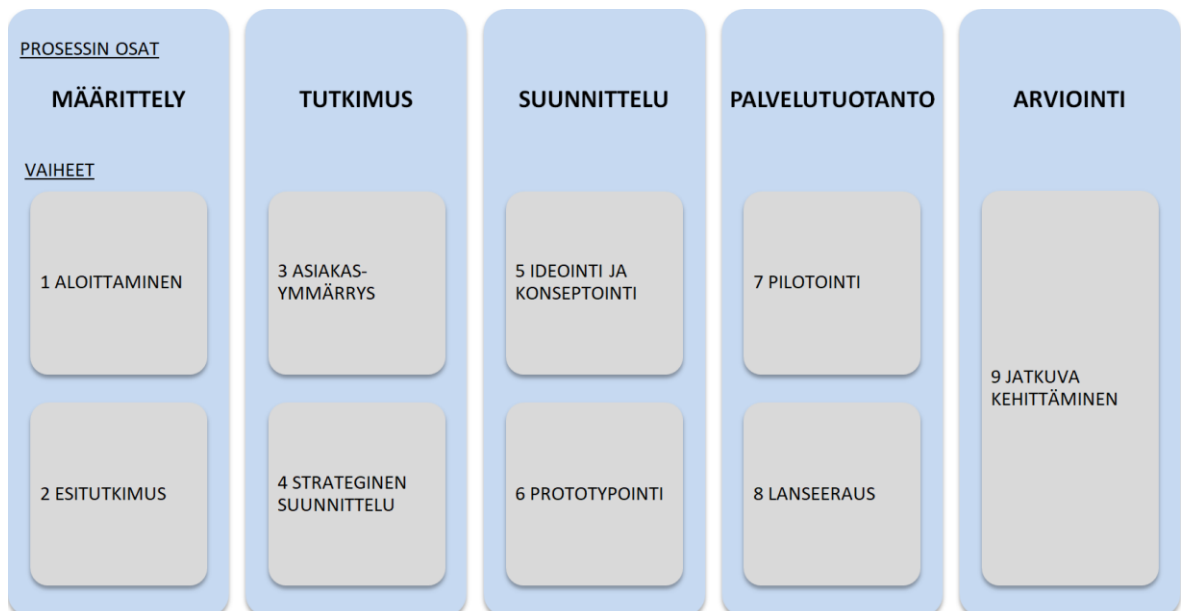 PROSESSIN OSAT
MÄÄRITTELY
TUTKIMUS
SUUNNITTELU
PALVELUTUOTANTO
ARVIOINTI
VAIHEET
1 ALOITTAMINEN
2 ESITUTKIMUS
3 ASIAKAS-
YMMÄRRYS
4 STRATEGINEN
SUUNNITTELU
5 IDEOINTI JA
KONSEPTOINTI
6 PROTOTYPOINTI
7 PILOTOINTI
8 LANSEERAUS
9 JATKUVA
KEHITTÄMINEN